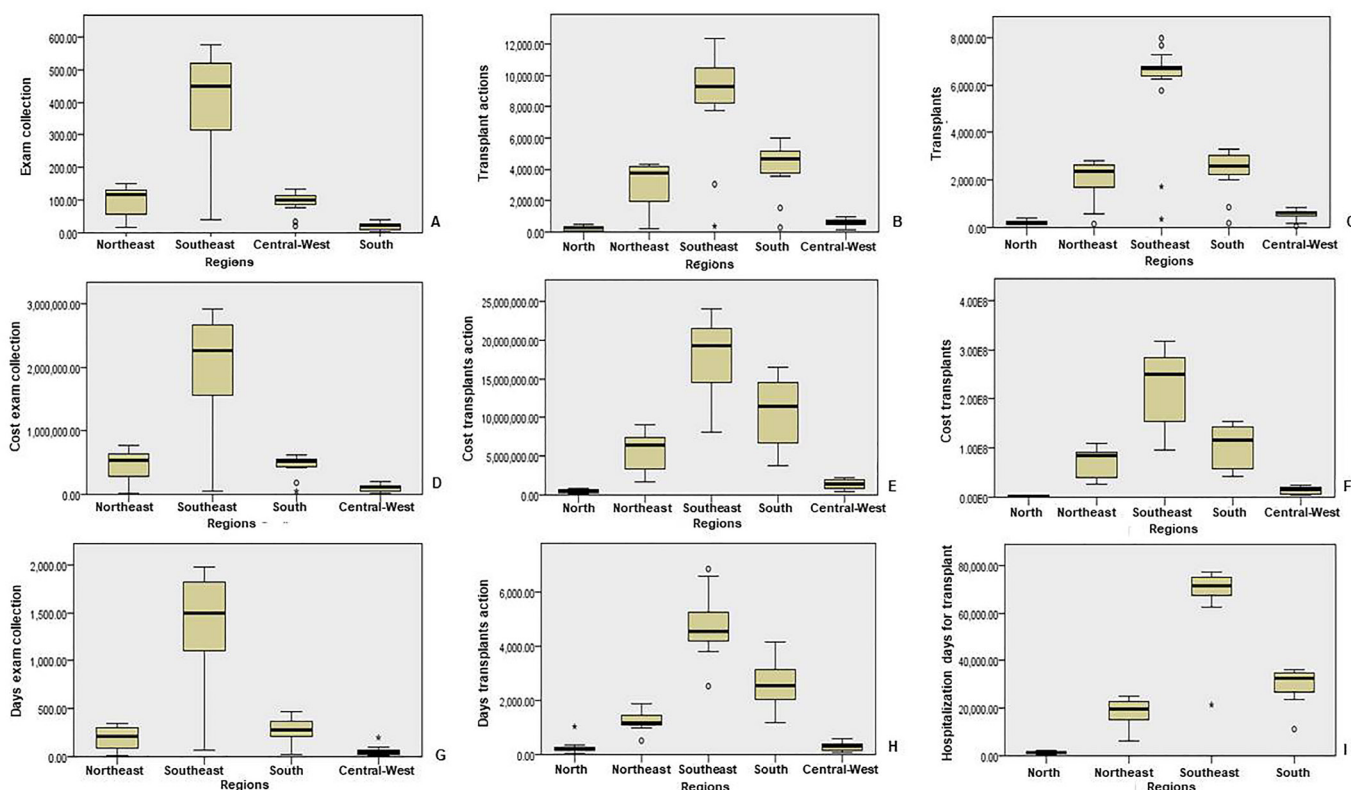 Exam collection
600.00
500.00
400.00
300.00
200.00
100.00
0.00
Northeast Southeast Central-West South
Regions
A
Transplant actions
12,000.00
10,000.00
8,000.00
6,000.00
4,000.00
2,000.00
0.00
North Northeast Southeast South Central-West
Regions
B
Transplants
8,000.00
6,000.00
4,000.00
2,000.00
0.00
North Northeast Southeast South Central-West
Regions
C
Cost exam collection
3,000,000.00
2,000,000.00
1,000,000.00
0.00
Northeast Southeast South Central-West
Regions
D
Cost transplants action
25,000,000.00
20,000,000.00
15,000,000.00
10,000,000.00
5,000,000.00
0.00
North Northeast Southeast South Central-West
Regions
E
Cost transplants
4.00E8
3.00E8
2.00E8
1.00E8
0.00E0
North Northeast Southeast South Central-West
Regions
F
Days exam collection
2,000.00
1,500.00
1,000.00
500.00
0.00
Northeast Southeast South Central-West
Regions
G
Days transplants action
6,000.00
4,000.00
2,000.00
0.00
North Northeast Southeast South Central-West
Regions
H
Hospitalization days for transplant
80,000.00
60,000.00
40,000.00
20,000.00
0.00
North Northeast Southeast South
Regions
I